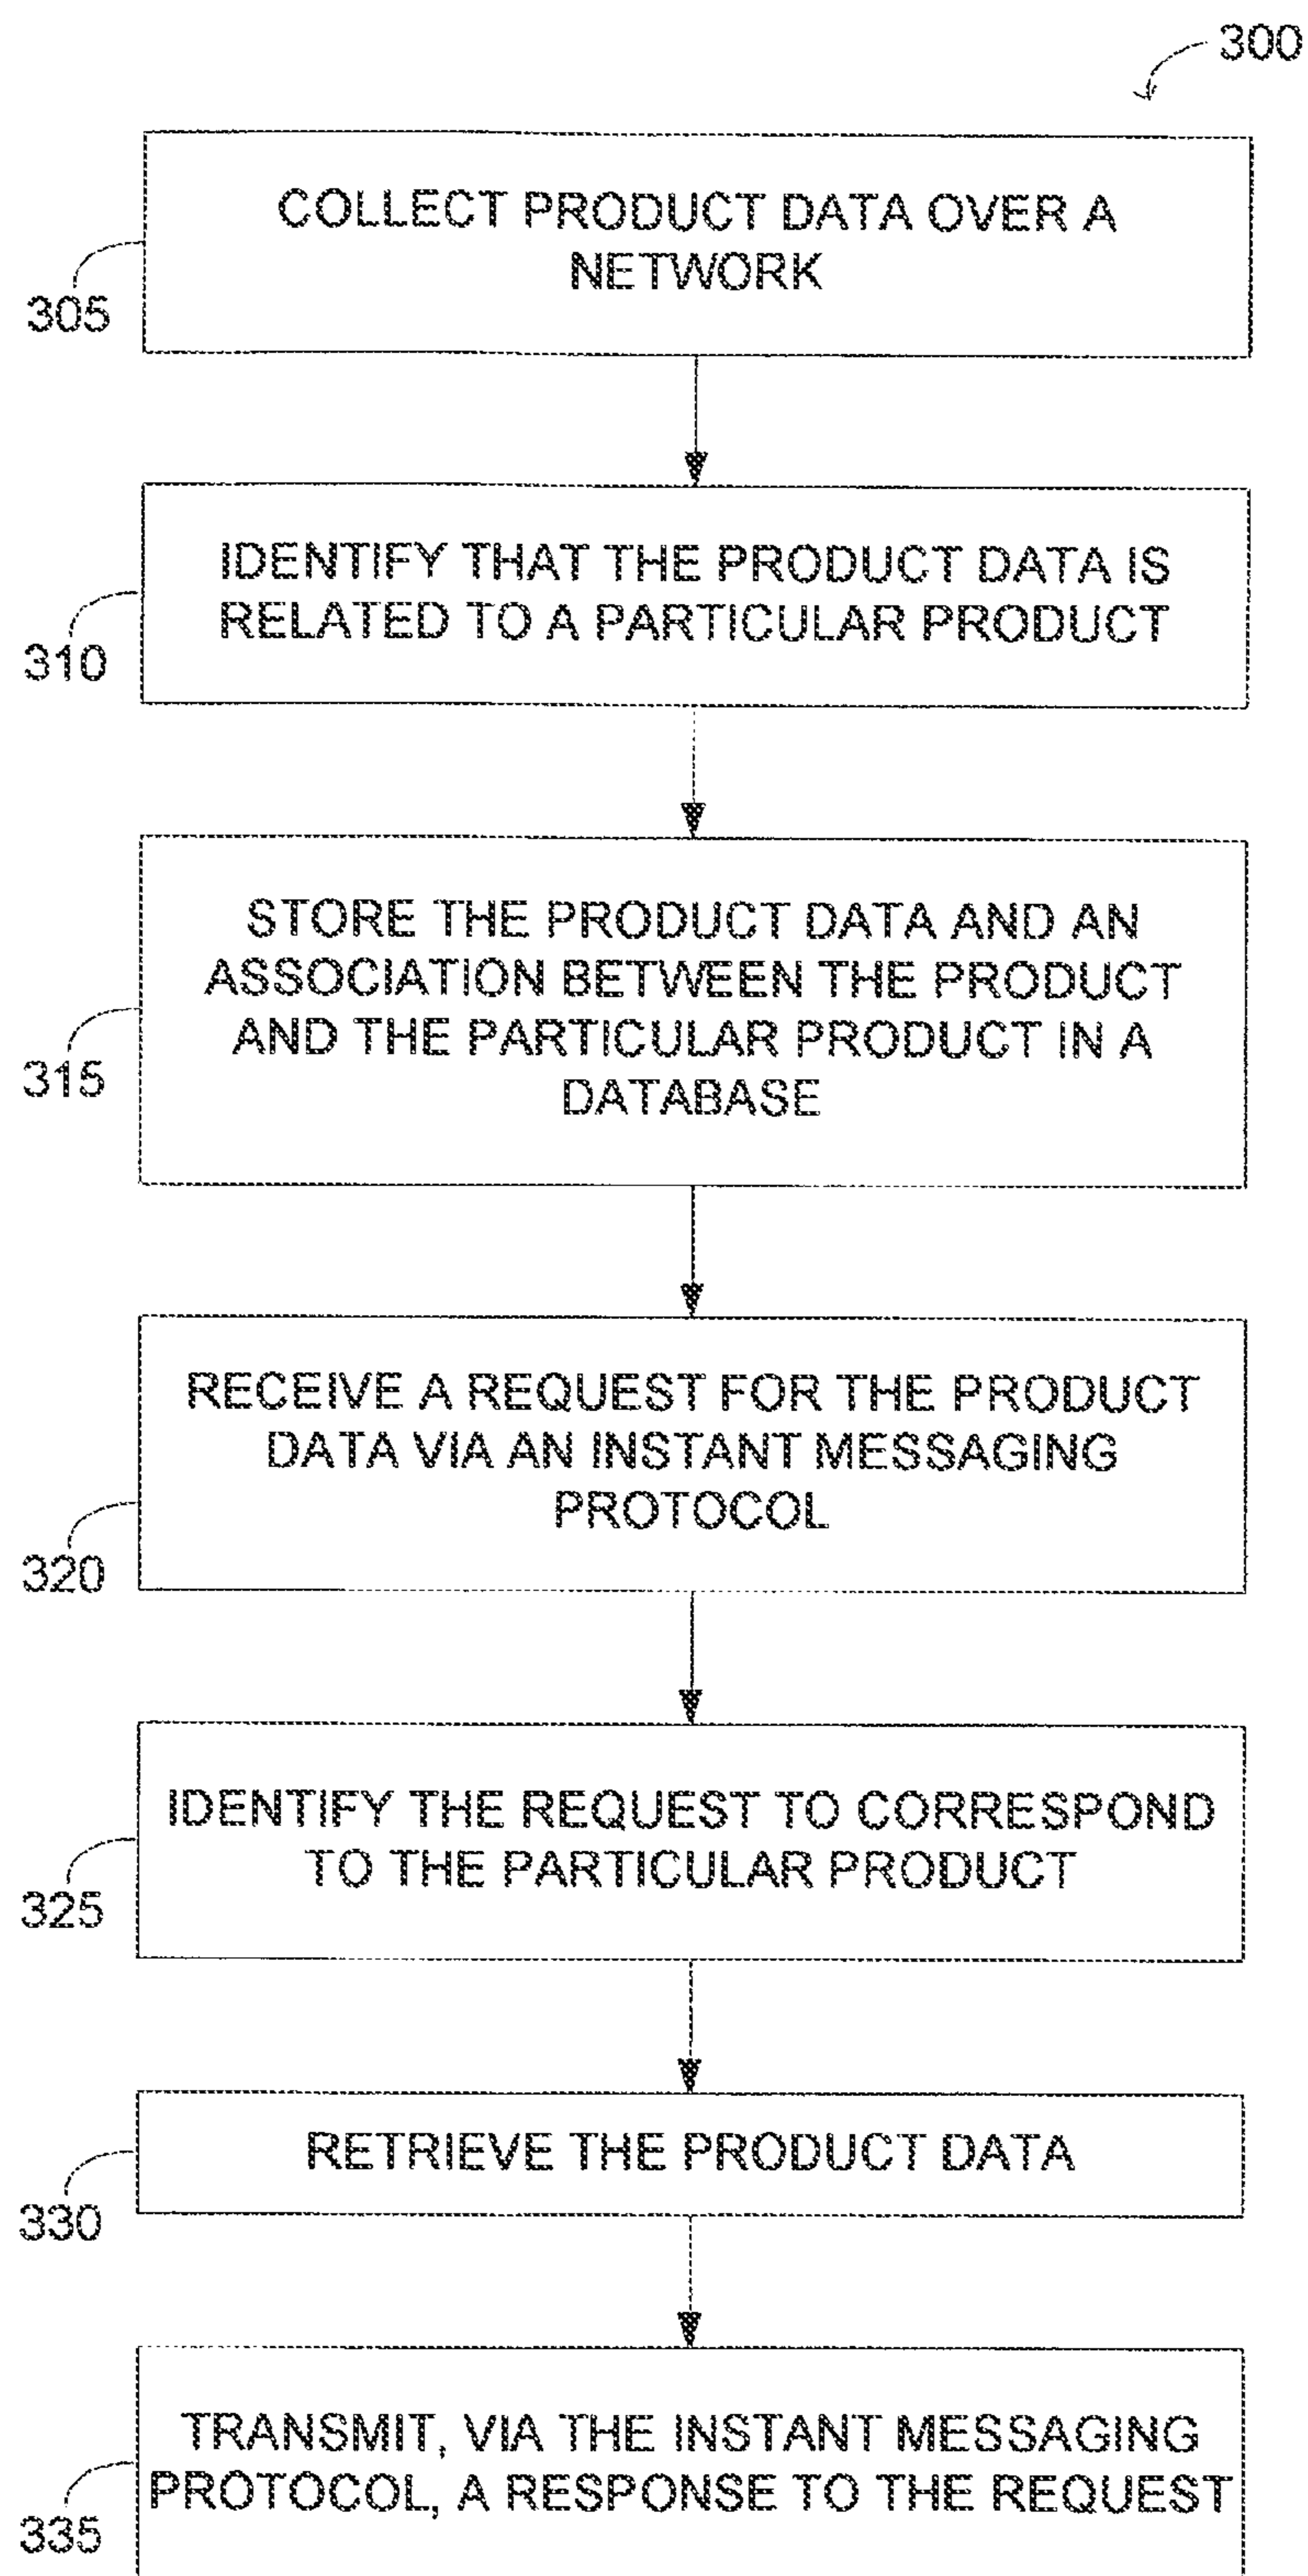 300
COLLECT PRODUCT DATA OVER A
NETWORK
305
IDENTIFY THAT THE PRODUCT DATA IS
RELATED TO A PARTICULAR PRODUCT
310
STORE THE PRODUCT DATA AND AN
ASSOCIATION BETWEEN THE PRODUCT
AND THE PARTICULAR PRODUCT IN A
DATABASE
315
RECEIVE A REQUEST FOR THE PRODUCT
DATA VIA AN INSTANT MESSAGING
PROTOCOL
320
IDENTIFY THE REQUEST TO CORRESPOND
TO THE PARTICULAR PRODUCT
325
RETRIEVE THE PRODUCT DATA
330
TRANSMIT, VIA THE INSTANT MESSAGING
PROTOCOL, A RESPONSE TO THE REQUEST
335